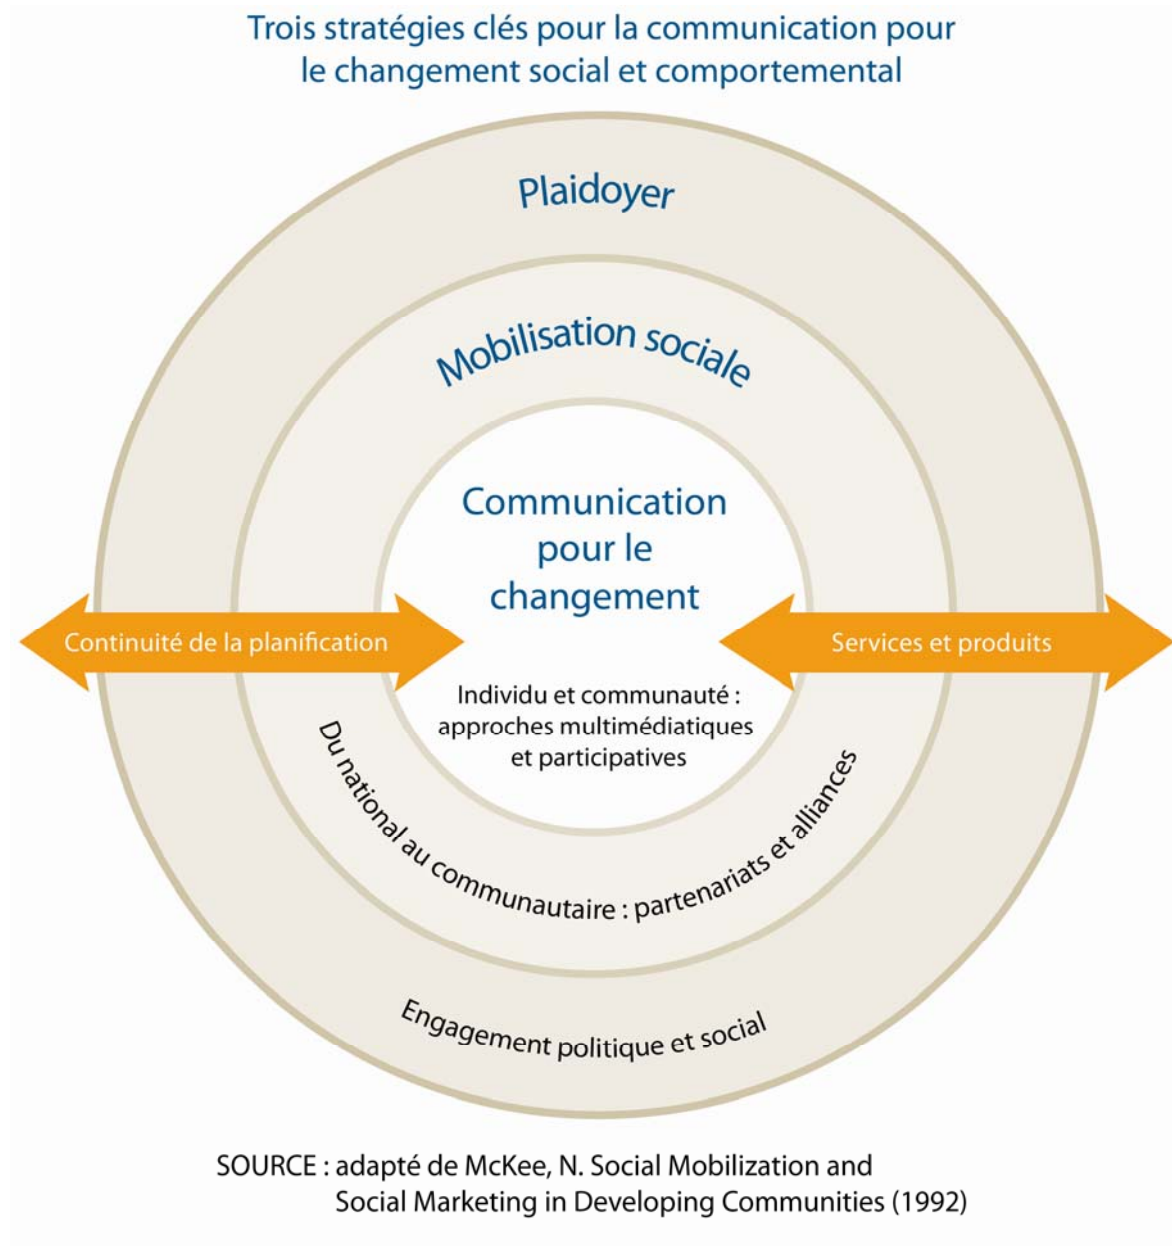 Trois stratégies clés pour la communication pour
le changement social et comportemental
Plaidoyer
Mobilisation sociale
Communication
pour le
changement
Continuité de la planification
Services et produits
Individu et communauté :
approches multimédiatiques
et participatives
Du national au communautaire : partenariats et alliances
Engagement politique et social
SOURCE : adapté de McKee, N. Social Mobilization and
Social Marketing in Developing Communities (1992)